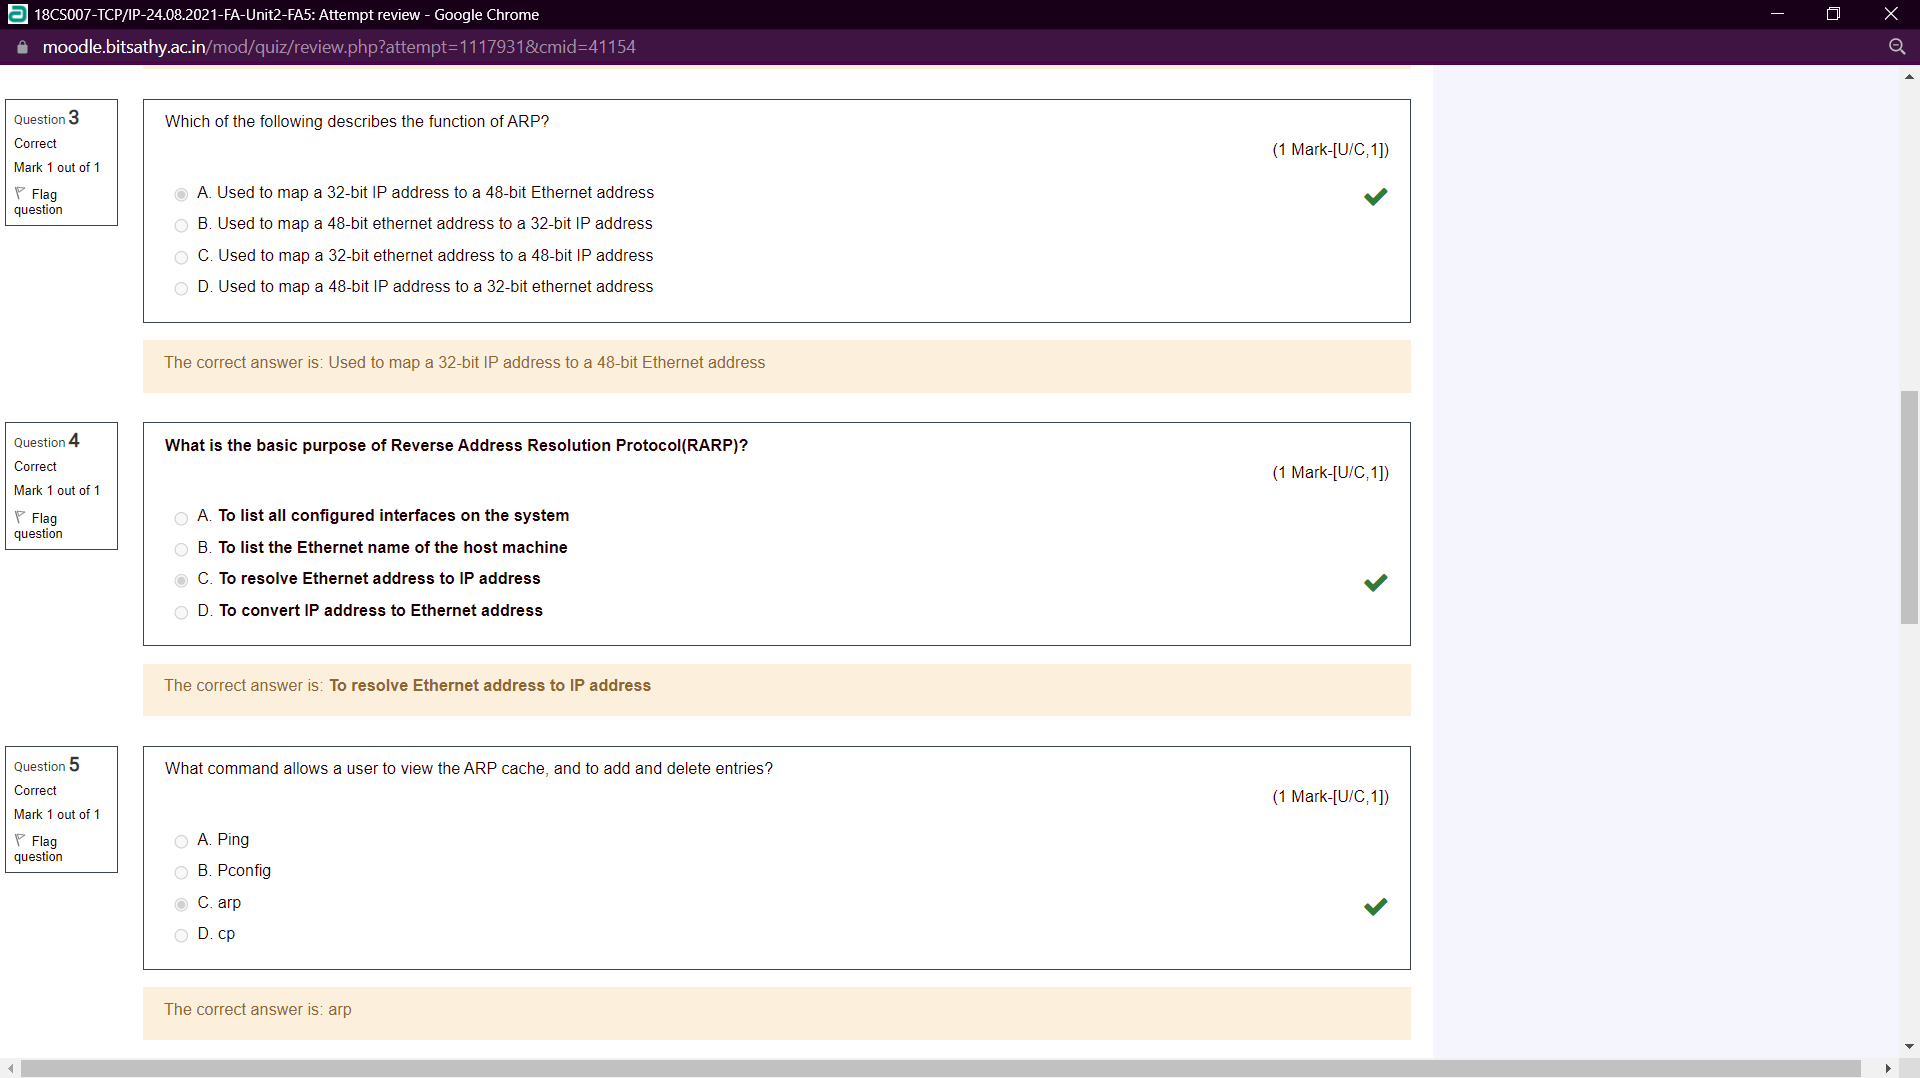 18CS007-TCP/IP-24.08.2021-FA-Unit2-FA5: Attempt review - Google Chrome
moodle.bitsathy.ac.in/mod/quiz/review.php?attempt=1117931&cmid=41154
Question 3
Correct
Mark 1 out of 1
Flag
question
Which of the following describes the function of ARP?
(1 Mark-[U/C,1])
A. Used to map a 32-bit IP address to a 48-bit Ethernet address
B. Used to map a 48-bit ethernet address to a 32-bit IP address
C. Used to map a 32-bit ethernet address to a 48-bit IP address
D. Used to map a 48-bit IP address to a 32-bit ethernet address
The correct answer is: Used to map a 32-bit IP address to a 48-bit Ethernet address
Question 4
Correct
Mark 1 out of 1
Flag
question
What is the basic purpose of Reverse Address Resolution Protocol(RARP)?
(1 Mark-[U/C,1])
A. To list all configured interfaces on the system
B. To list the Ethernet name of the host machine
C. To resolve Ethernet address to IP address
D. To convert IP address to Ethernet address
The correct answer is: To resolve Ethernet address to IP address
Question 5
Correct
Mark 1 out of 1
Flag
question
What command allows a user to view the ARP cache, and to add and delete entries?
(1 Mark-[U/C,1])
A. Ping
B. Pconfig
C. arp
D. cp
The correct answer is: arp